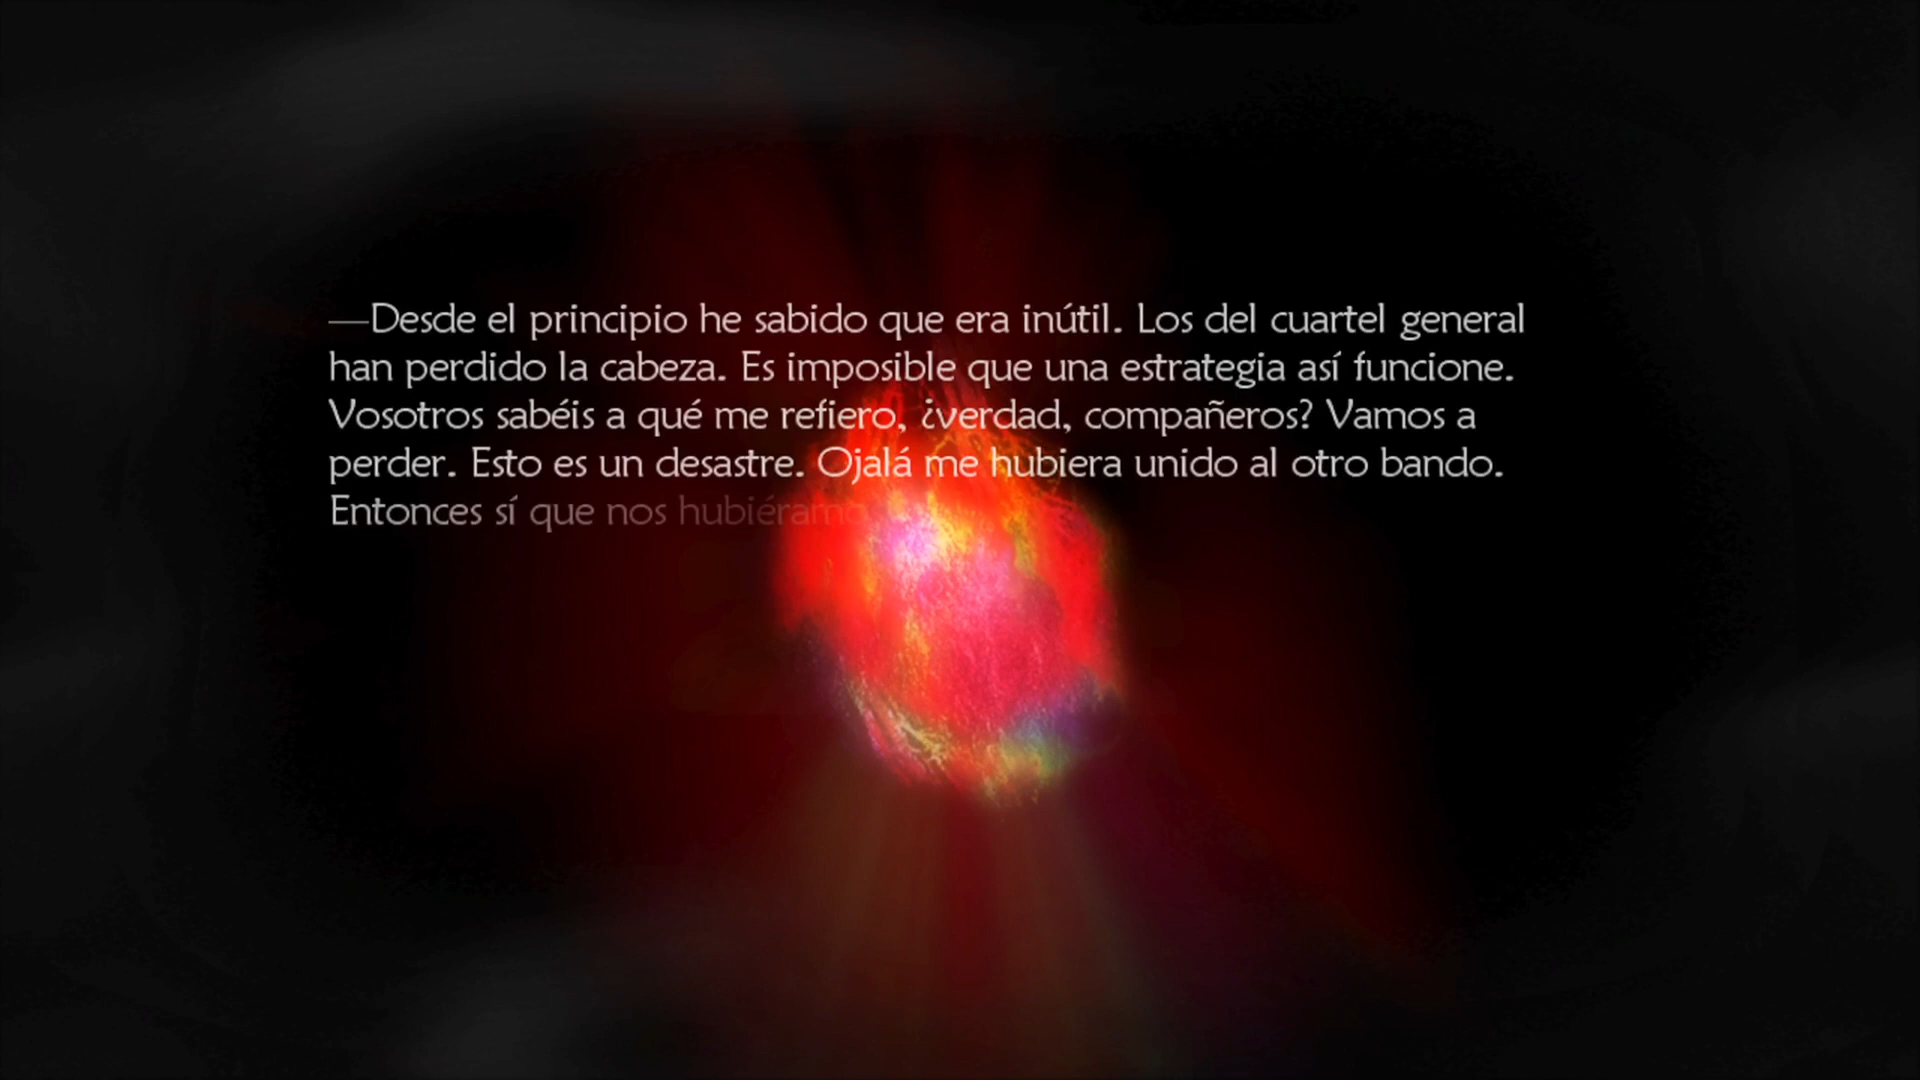 —Desde el principio he sabido que era inútil. Los del cuartel general
han perdido la cabeza. Es imposible que una estrategia así funcione.
Vosotros sabéis a qué me refiero, ¿verdad, compañeros? Vamos a
perder. Esto es un desastre. Ojalá me hubiera unido al otro bando.
Entonces sí que nos hubiéramo